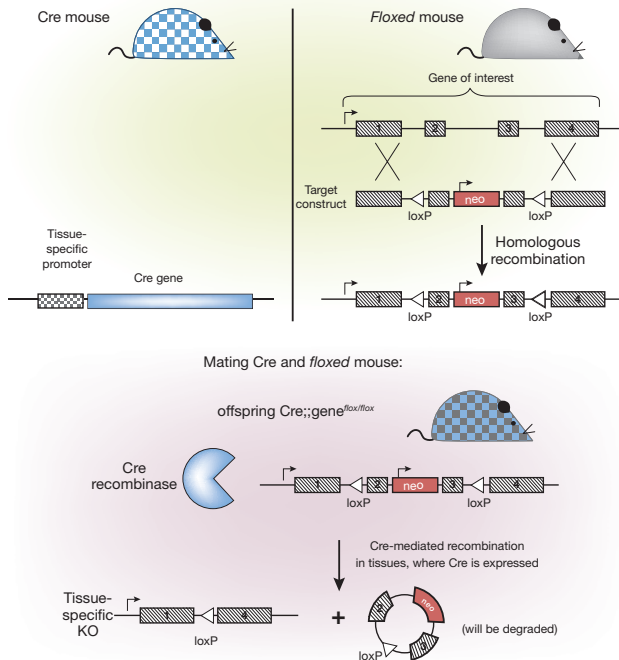 Cre mouse
Tissue-
specific
promoter
Cre gene
Floxed mouse
Gene of interest
1 2 3 4
Target
construct
neo
loxP loxP
Homologous
recombination
1 2 neo 3 4
loxP loxP
Mating Cre and floxed mouse:
offspring Cre;;gene^flox/flox
Cre
recombinase
1 2 neo 3 4
loxP loxP
Cre-mediated recombination
in tissues, where Cre is expressed
Tissue-
specific
KO
1 4
loxP
+
2 neo
3
loxP
(will be degraded)